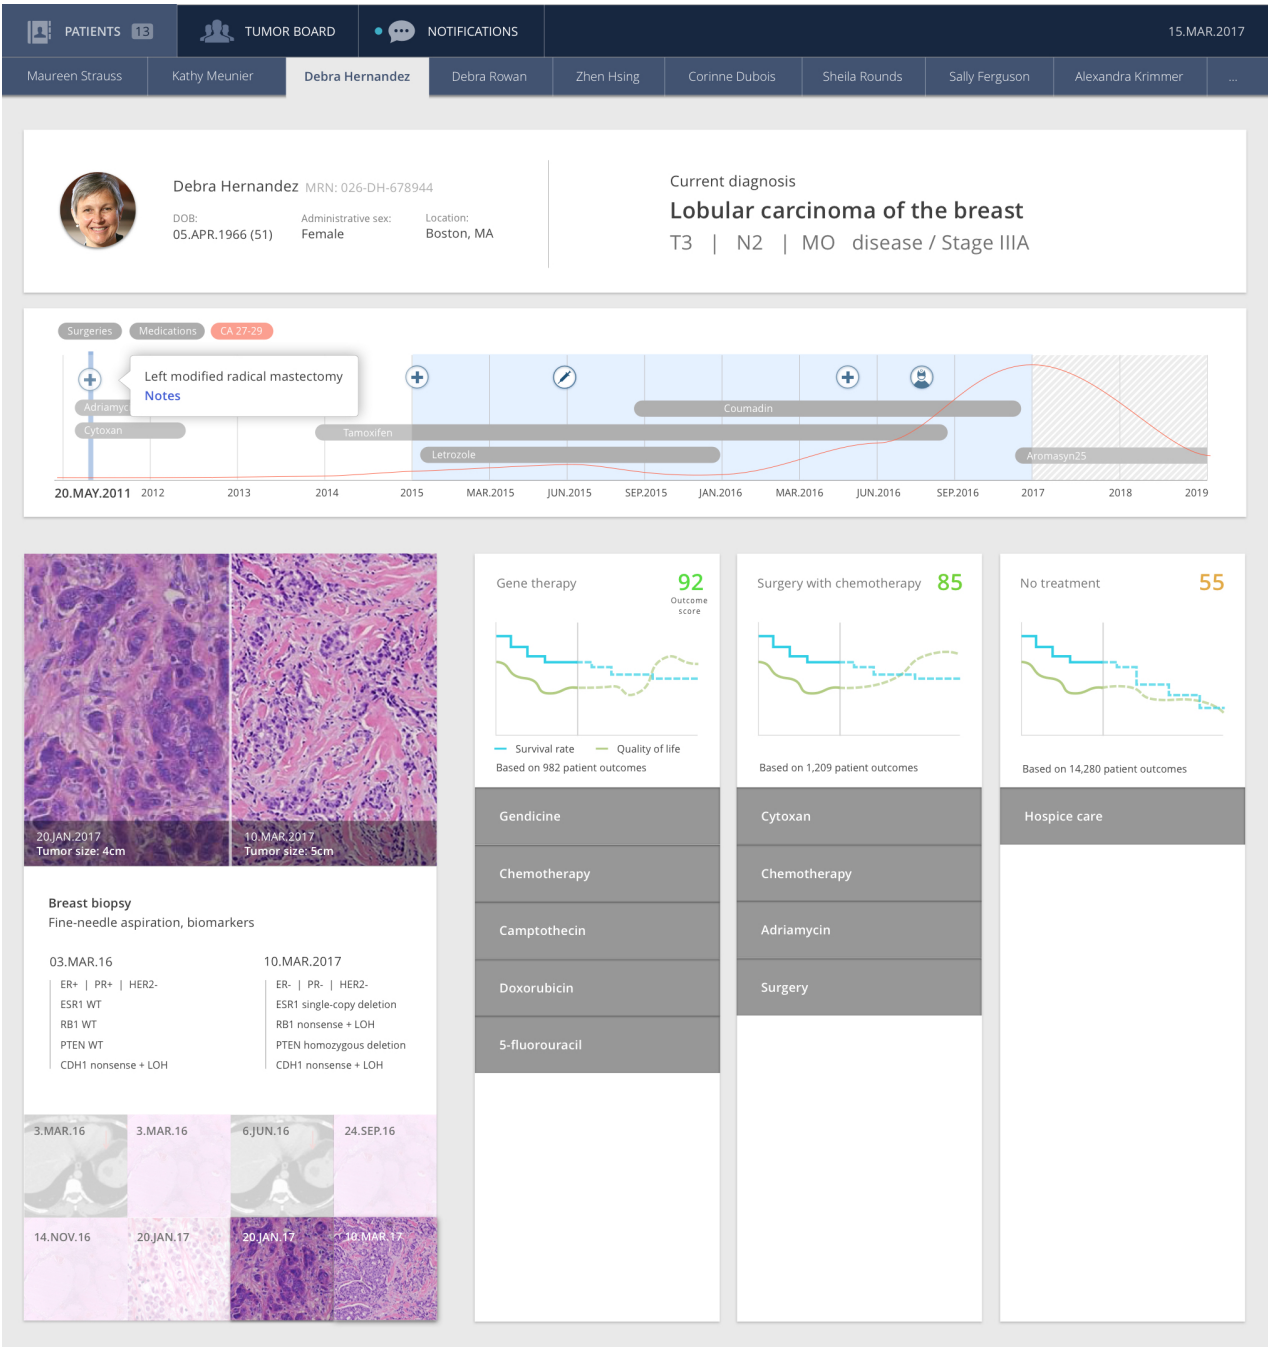 PATIENTS 13
TUMOR BOARD
NOTIFICATIONS
15.MAR.2017
Maureen Strauss
Kathy Meunier
Debra Hernandez
Debra Rowan
Zhen Hsing
Corinne Dubois
Sheila Rounds
Sally Ferguson
Alexandra Krimmer
...
Debra Hernandez MRN: 026-DH-678944
DOB:
05.APR.1966 (51)
Administrative sex:
Female
Location:
Boston, MA
Current diagnosis
Lobular carcinoma of the breast
T3 | N2 | MO disease / Stage IIIA
Surgeries
Medications
CA 27-29
Left modified radical mastectomy
Notes
Adriamyc
Cytoxan
Coumadin
Tamoxifen
Letrozole
Aromasyn25
20.MAY.2011
2012
2013
2014
2015
MAR.2015
JUN.2015
SEP.2015
JAN.2016
MAR.2016
JUN.2016
SEP.2016
2017
2018
2019
20.JAN.2017
Tumor size: 4cm
10.MAR.2017
Tumor size: 5cm
Breast biopsy
Fine-needle aspiration, biomarkers
03.MAR.16
ER+ | PR+ | HER2-
ESR1 WT
RB1 WT
PTEN WT
CDH1 nonsense + LOH
10.MAR.2017
ER- | PR- | HER2-
ESR1 single-copy deletion
RB1 nonsense + LOH
PTEN homozygous deletion
CDH1 nonsense + LOH
3.MAR.16
3.MAR.16
6.JUN.16
24.SEP.16
14.NOV.16
20.JAN.17
20.JAN.17
10.MAR.17
Gene therapy
92
Outcome
score
Survival rate
Quality of life
Based on 982 patient outcomes
Gendicine
Chemotherapy
Camptothecin
Doxorubicin
5-fluorouracil
Surgery with chemotherapy
85
Based on 1,209 patient outcomes
Cytoxan
Chemotherapy
Adriamycin
Surgery
No treatment
55
Based on 14,280 patient outcomes
Hospice care